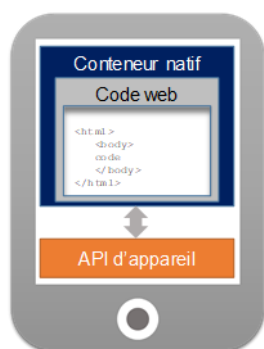 Conteneur natif
Code web
<html>
<body>
code
</body>
</html>
API d'appareil